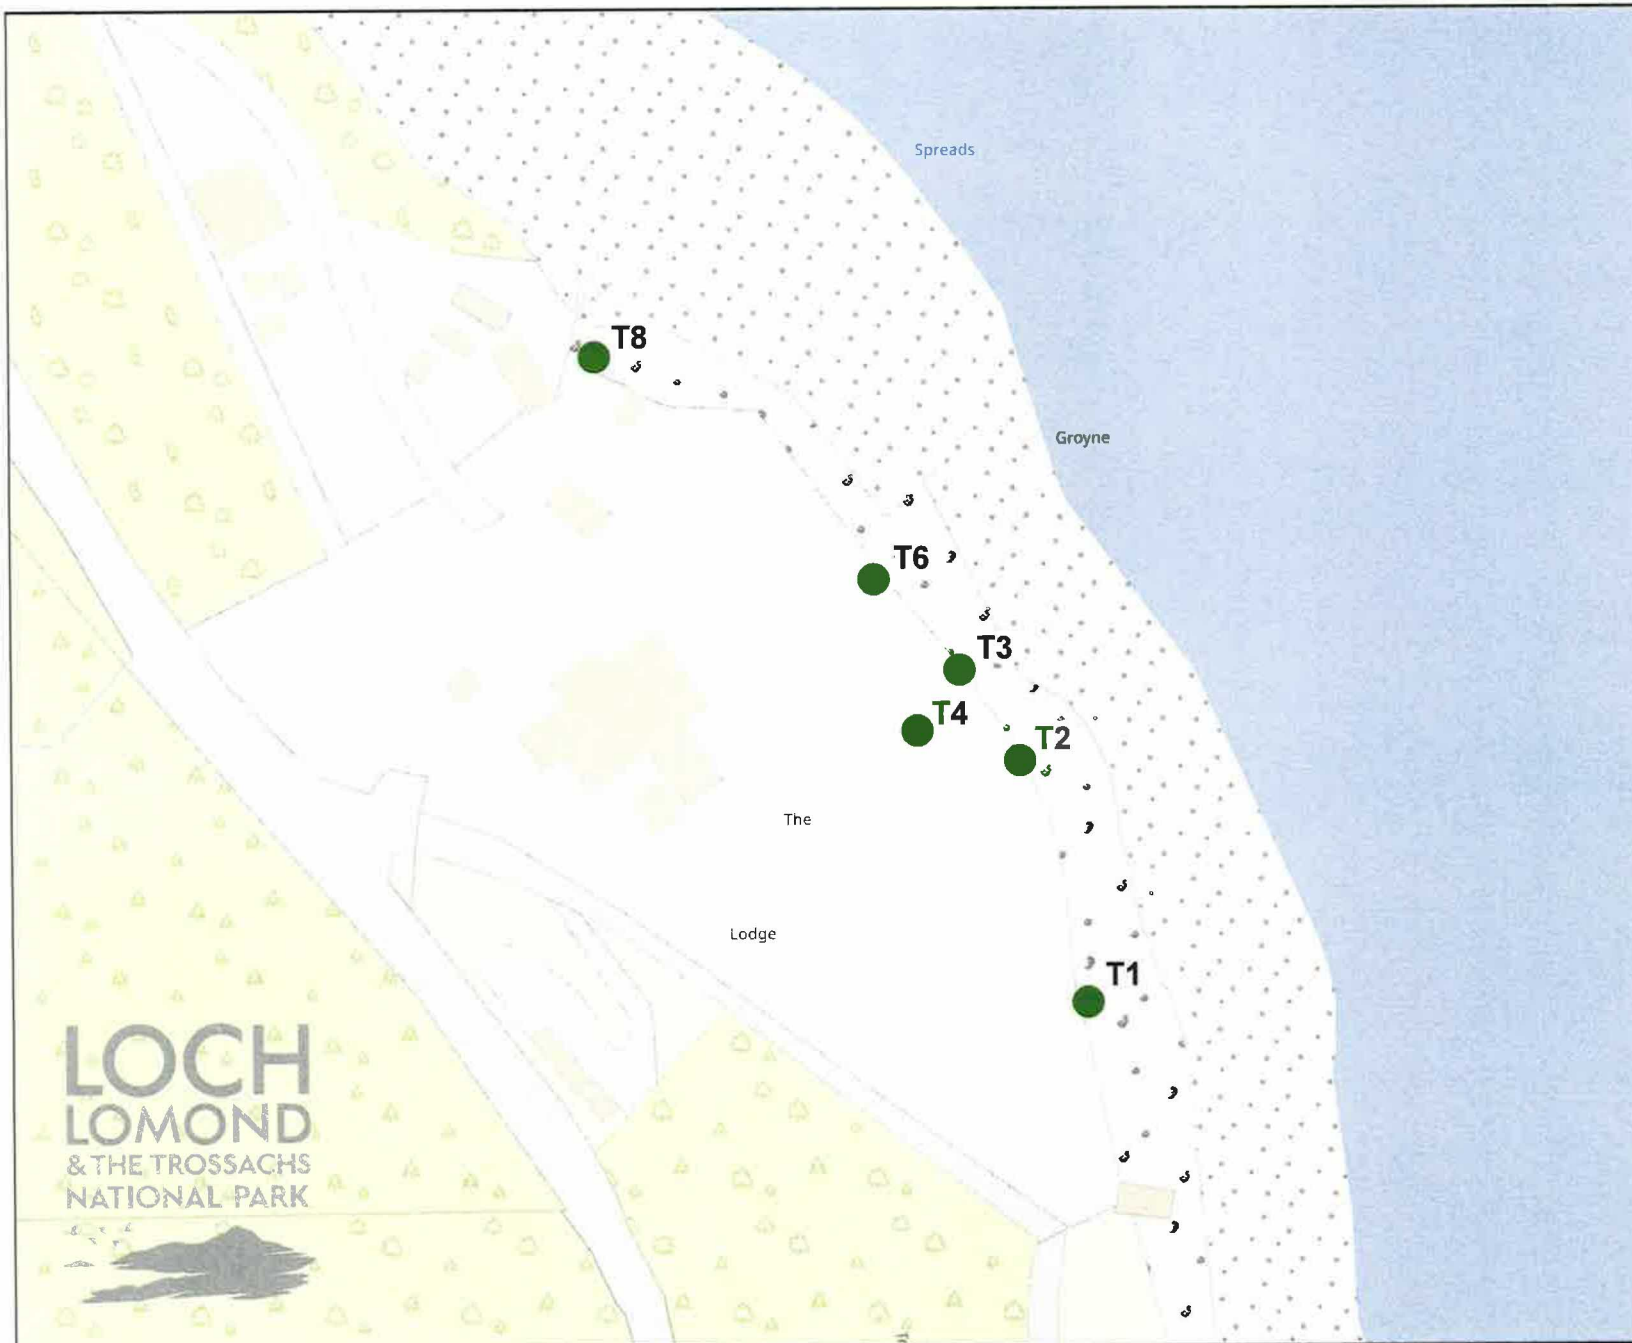 Spreads
T8
Groyne
T6
T3
T4
T2
The
Lodge
T1
LOCH
LOMOND
& THE TROSSACHS
NATIONAL PARK